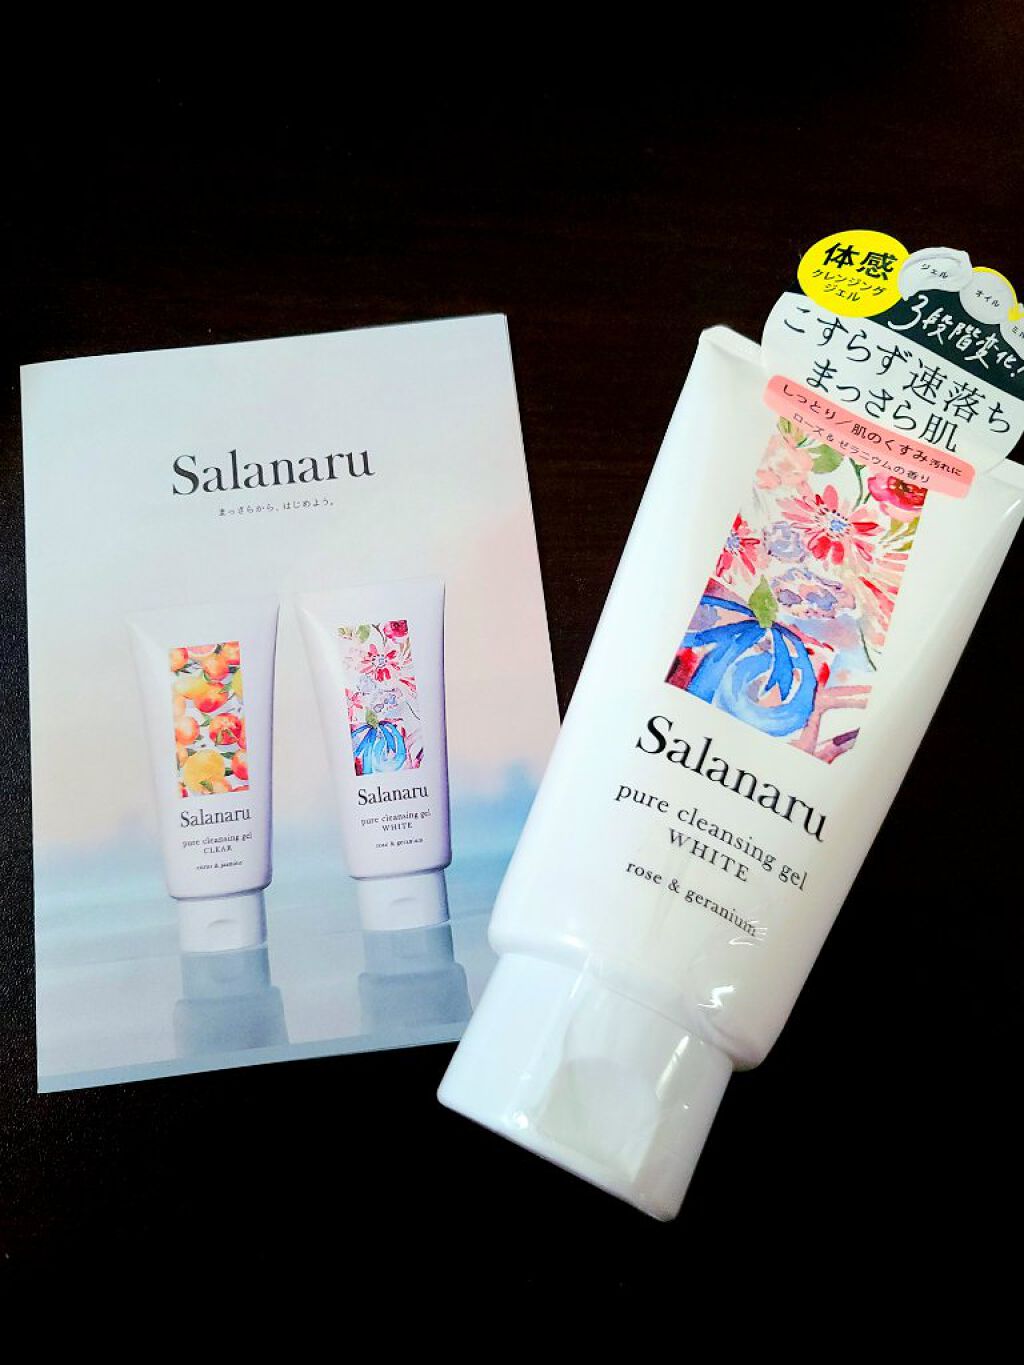 Salanaru
まっさらから、はじめよう。
Salanaru
pure cleansing gel
CLEAR
citrus & jasmine
Salanaru
pure cleansing gel
WHITE
rose & geranium
体感
クレンジング
ジェル
ジェル
オイル
3段階変化!
こすらず速落ち
まっさら肌
しっとり/肌のくすみ汚れに
ローズ&ゼラニウムの香り
Salanaru
pure cleansing gel
WHITE
rose & geranium